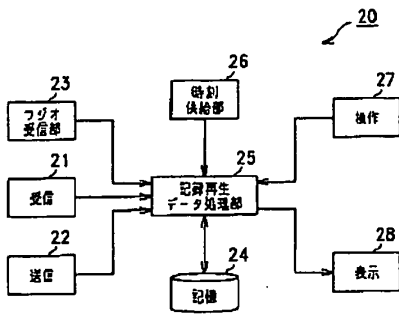 20
23
フジオ
受信部
26
時刻
供給部
27
操作
21
受信
25
記録再生
データ処理部
22
送信
24
記憶
28
表示